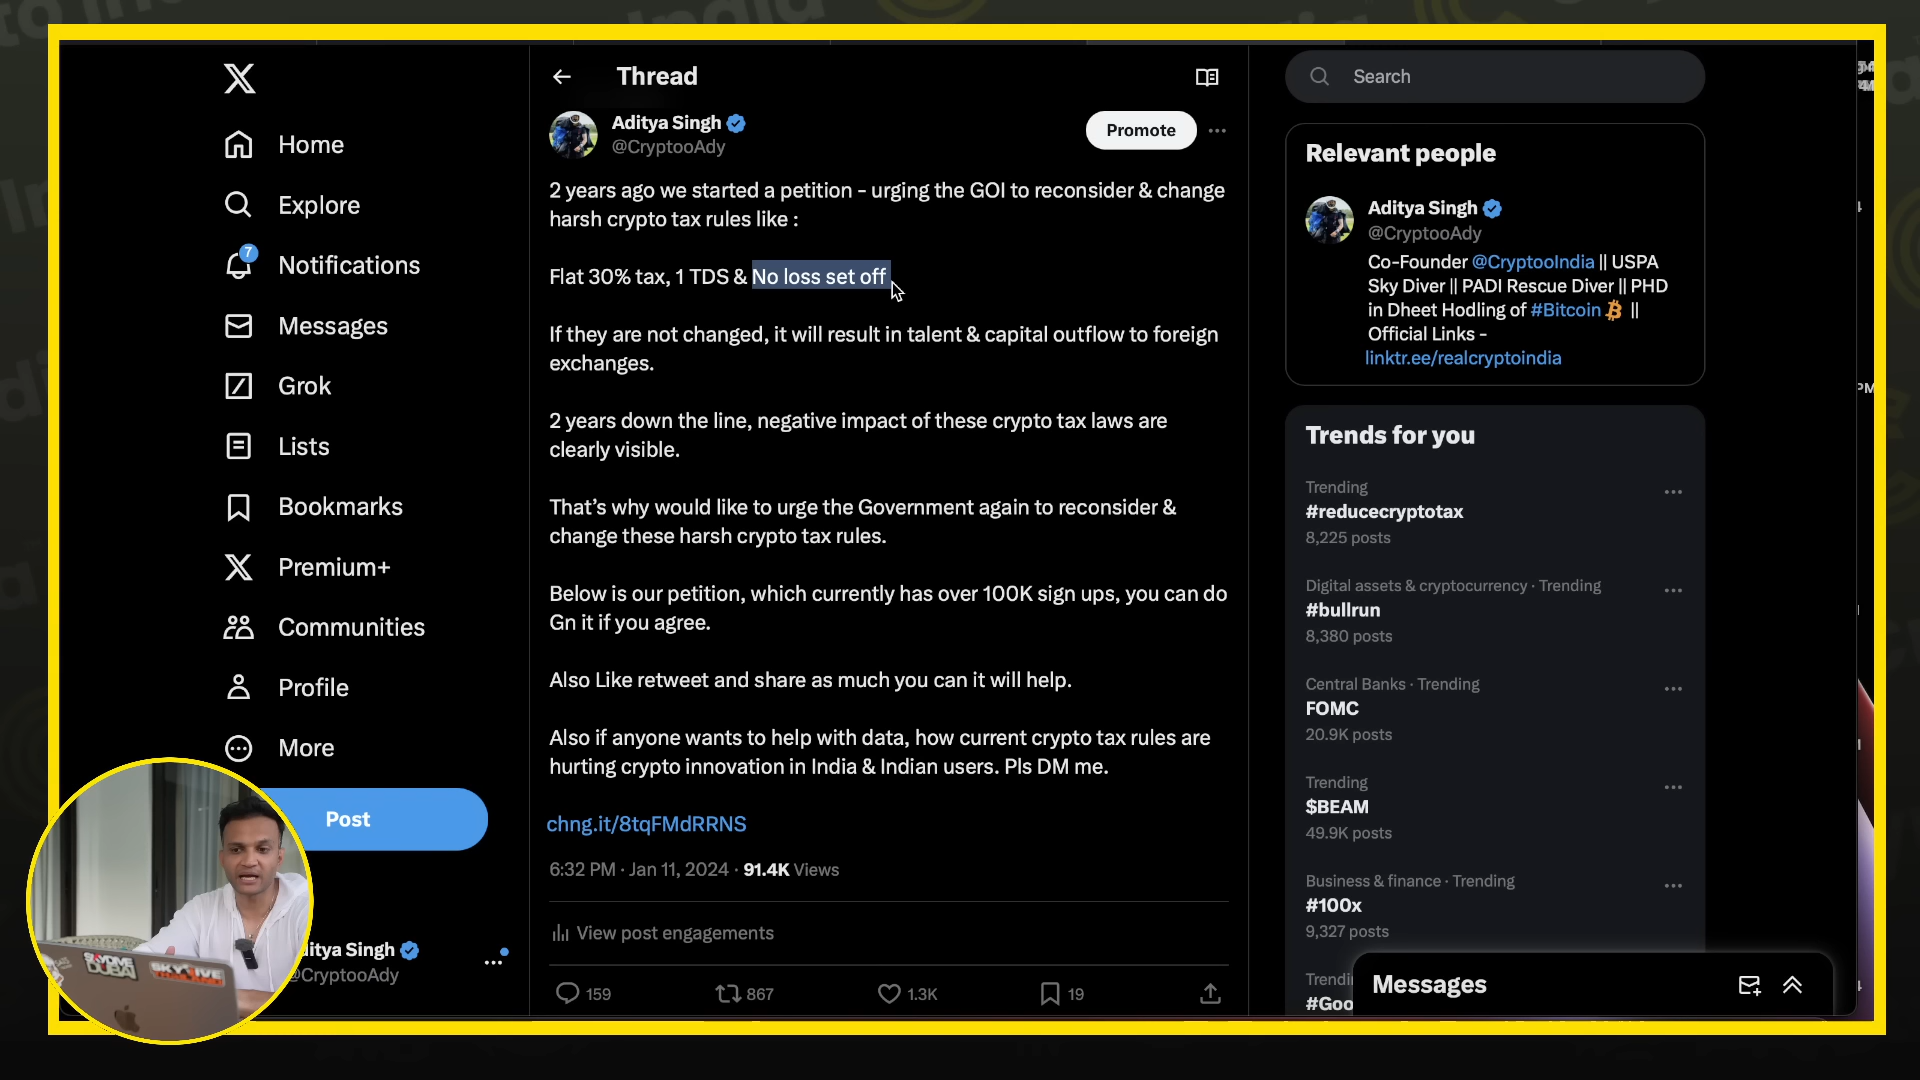 Home
Explore
7
Notifications
Messages
Grok
Lists
Bookmarks
Premium+
Communities
Profile
More
Post
ditya Singh
@CryptooAdy
SKYDIVE
DUBAI
Thread
Aditya Singh
@CryptooAdy
Promote
2 years ago we started a petition - urging the GOI to reconsider & change
harsh crypto tax rules like :
Flat 30% tax, 1 TDS & No loss set off
If they are not changed, it will result in talent & capital outflow to foreign
exchanges.
2 years down the line, negative impact of these crypto tax laws are
clearly visible.
That's why would like to urge the Government again to reconsider &
change these harsh crypto tax rules.
Below is our petition, which currently has over 100K sign ups, you can do
Gn it if you agree.
Also Like retweet and share as much you can it will help.
Also if anyone wants to help with data, how current crypto tax rules are
hurting crypto innovation in India & Indian users. Pls DM me.
chng.it/8tqFMdRRNS
6:32 PM · Jan 11, 2024 · 91.4K Views
View post engagements
159 867 1.3K 19
Search
Relevant people
Aditya Singh
@CryptooAdy
Co-Founder @CryptooIndia || USPA
Sky Diver || PADI Rescue Diver || PHD
in Dheet Hodling of #Bitcoin ||
Official Links -
linktr.ee/realcryptoindia
Trends for you
Trending
#reducecryptotax
8,225 posts
Digital assets & cryptocurrency · Trending
#bullrun
8,380 posts
Central Banks · Trending
FOMC
20.9K posts
Trending
$BEAM
49.9K posts
Business & finance · Trending
#100x
9,327 posts
Trendi
#Goo
Messages